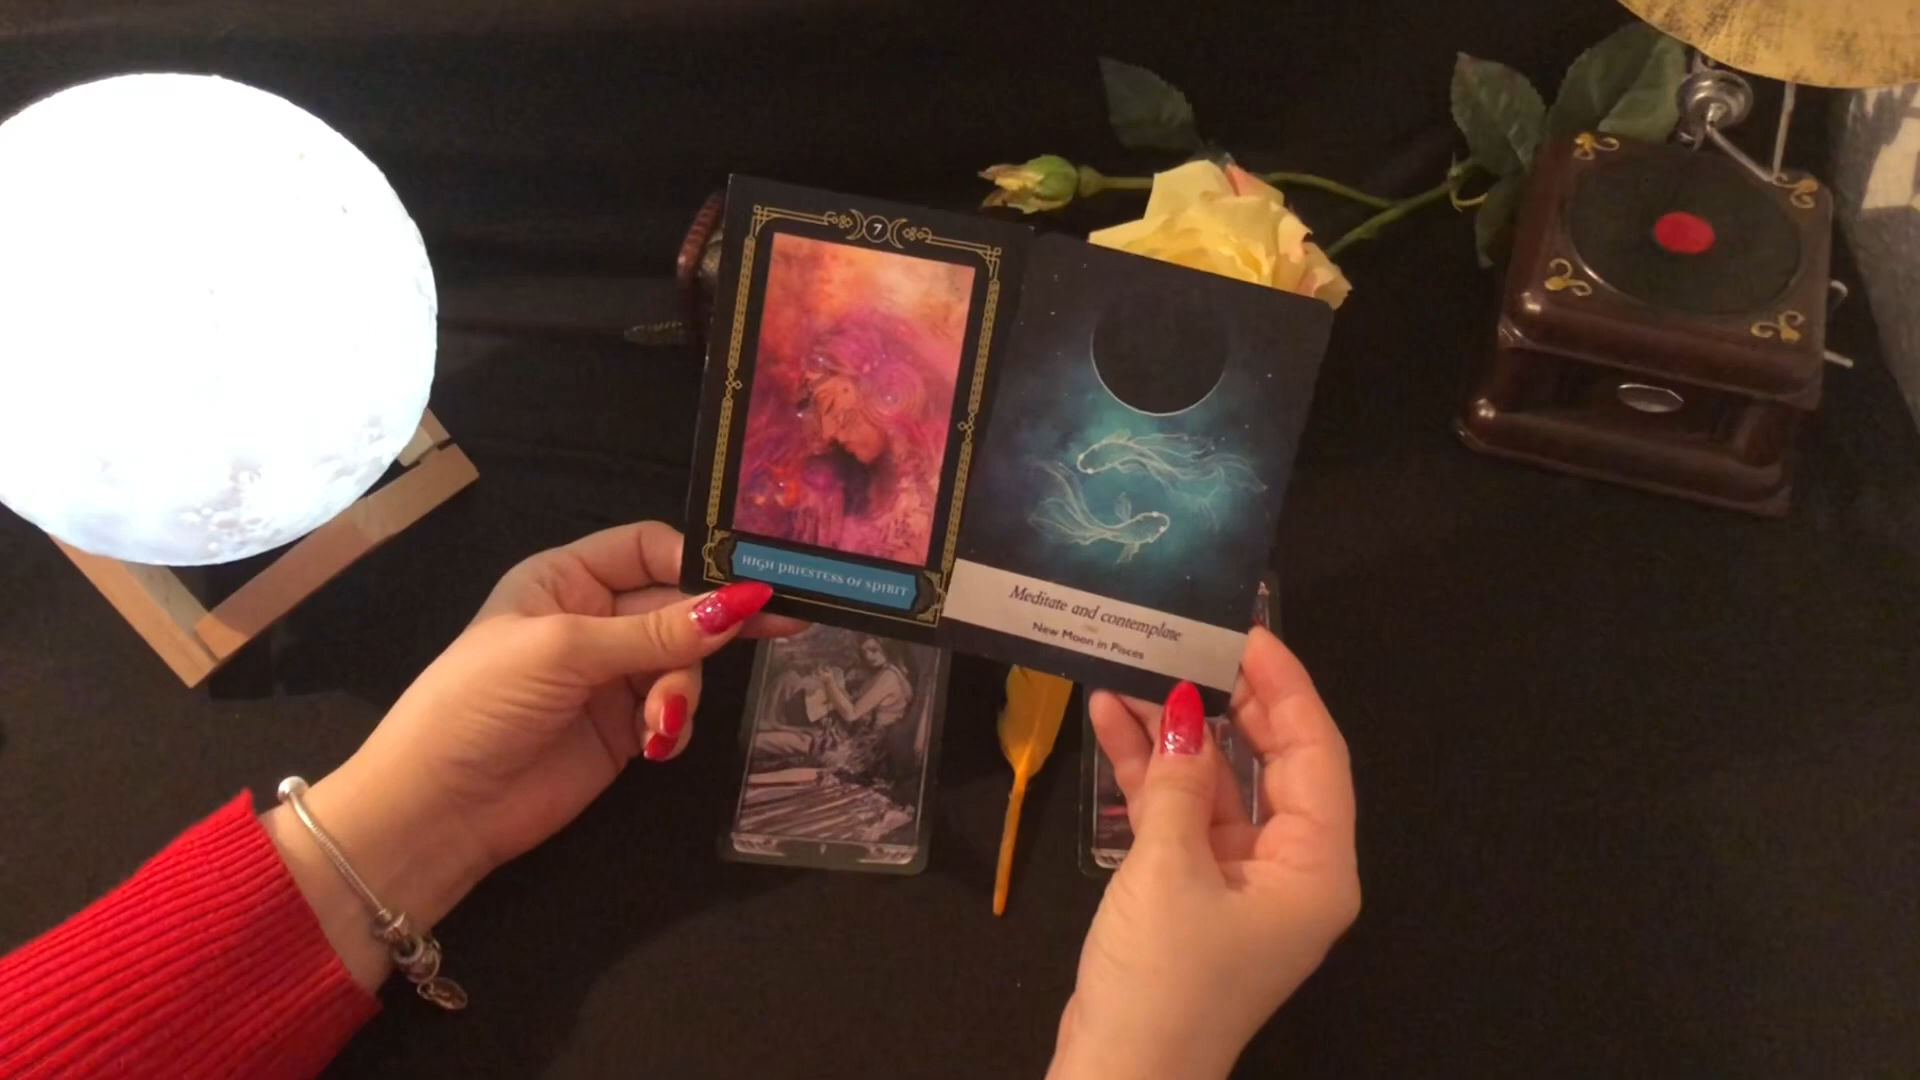 7
HIGH PRIESTESS OF SPIRIT
Meditate and contemplate
New Moon in Pisces